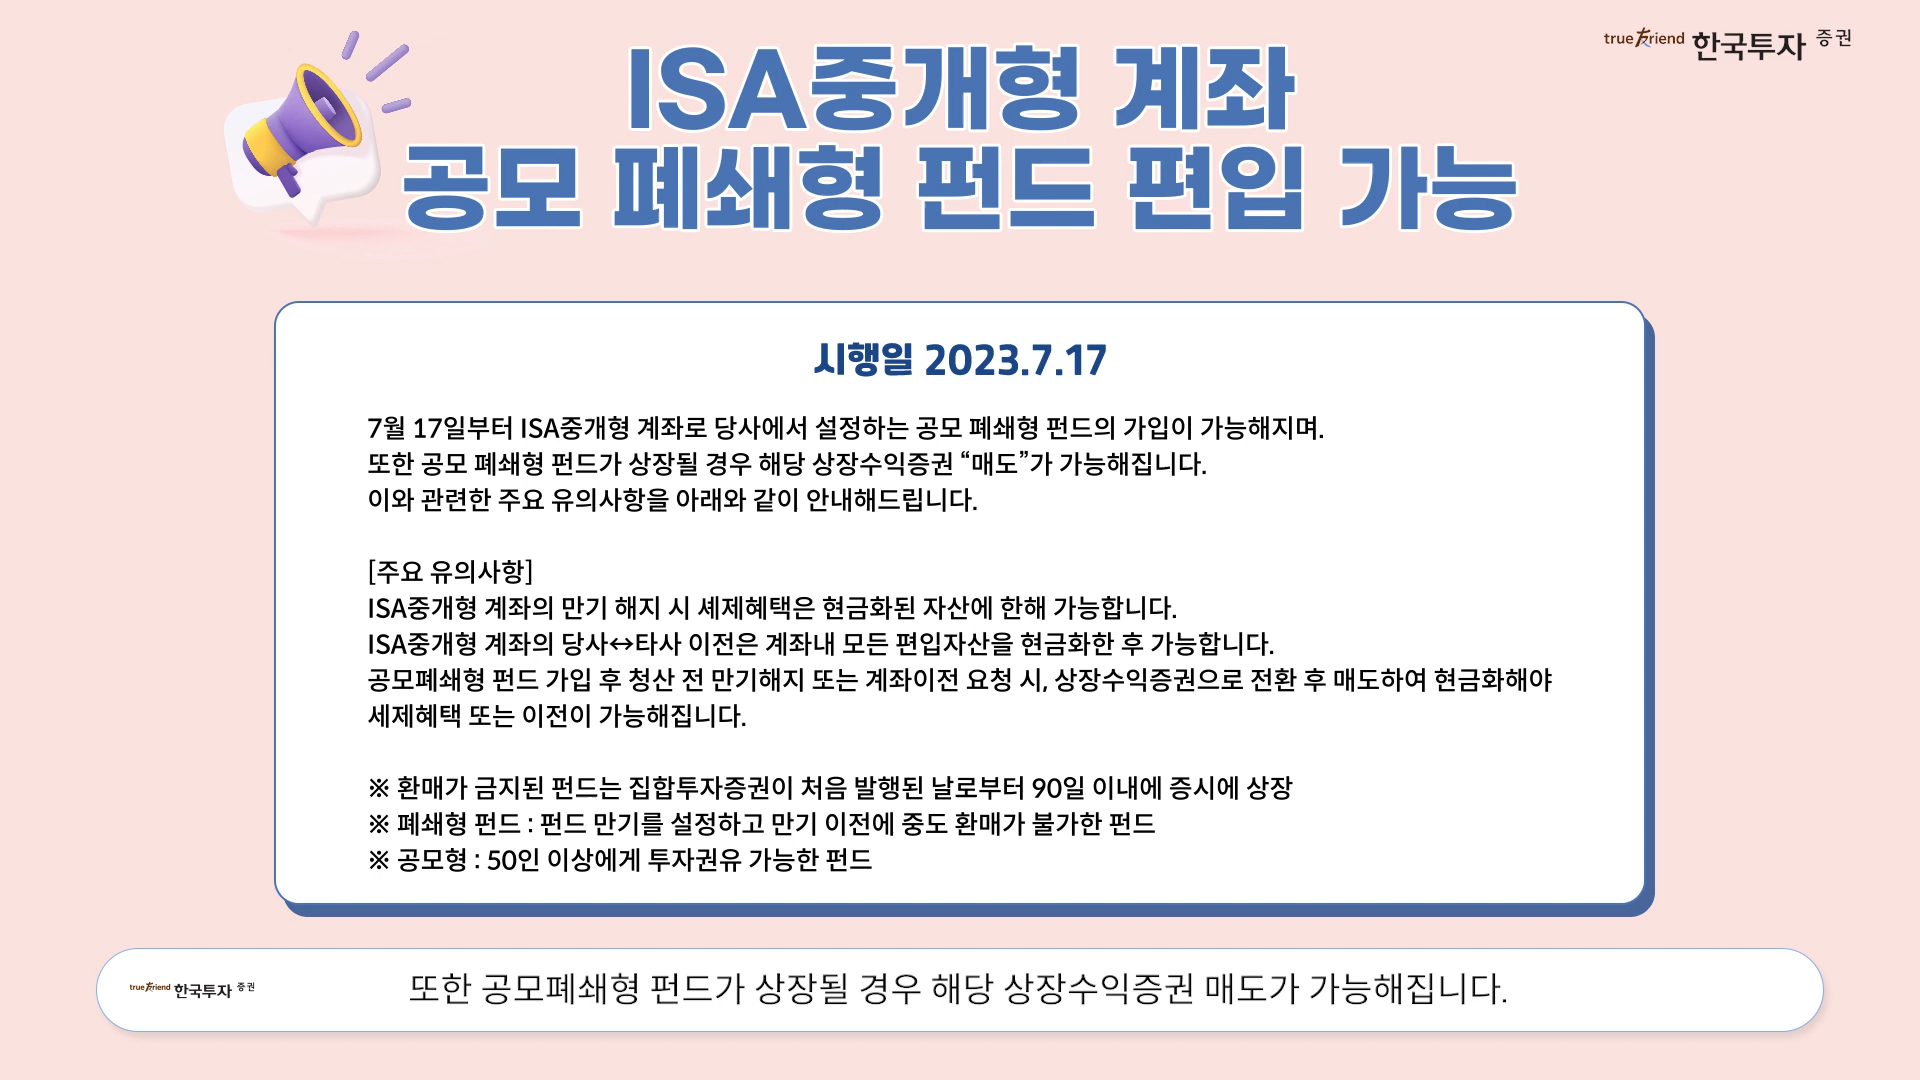 true友riend 한국투자 증권
ISA중개형 계좌
공모 폐쇄형 펀드 편입 가능
시행일 2023.7.17
7월 17일부터 ISA중개형 계좌로 당사에서 설정하는 공모 폐쇄형 펀드의 가입이 가능해지며.
또한 공모 폐쇄형 펀드가 상장될 경우 해당 상장수익증권 “매도”가 가능해집니다.
이와 관련한 주요 유의사항을 아래와 같이 안내해드립니다.
[주요 유의사항]
ISA중개형 계좌의 만기 해지 시 세제혜택은 현금화된 자산에 한해 가능합니다.
ISA중개형 계좌의 당사↔타사 이전은 계좌내 모든 편입자산을 현금화한 후 가능합니다.
공모폐쇄형 펀드 가입 후 청산 전 만기해지 또는 계좌이전 요청 시, 상장수익증권으로 전환 후 매도하여 현금화해야
세제혜택 또는 이전이 가능해집니다.
※ 환매가 금지된 펀드는 집합투자증권이 처음 발행된 날로부터 90일 이내에 증시에 상장
※ 폐쇄형 펀드 : 펀드 만기를 설정하고 만기 이전에 중도 환매가 불가한 펀드
※ 공모형 : 50인 이상에게 투자권유 가능한 펀드
true友riend 한국투자 증권
또한 공모폐쇄형 펀드가 상장될 경우 해당 상장수익증권 매도가 가능해집니다.